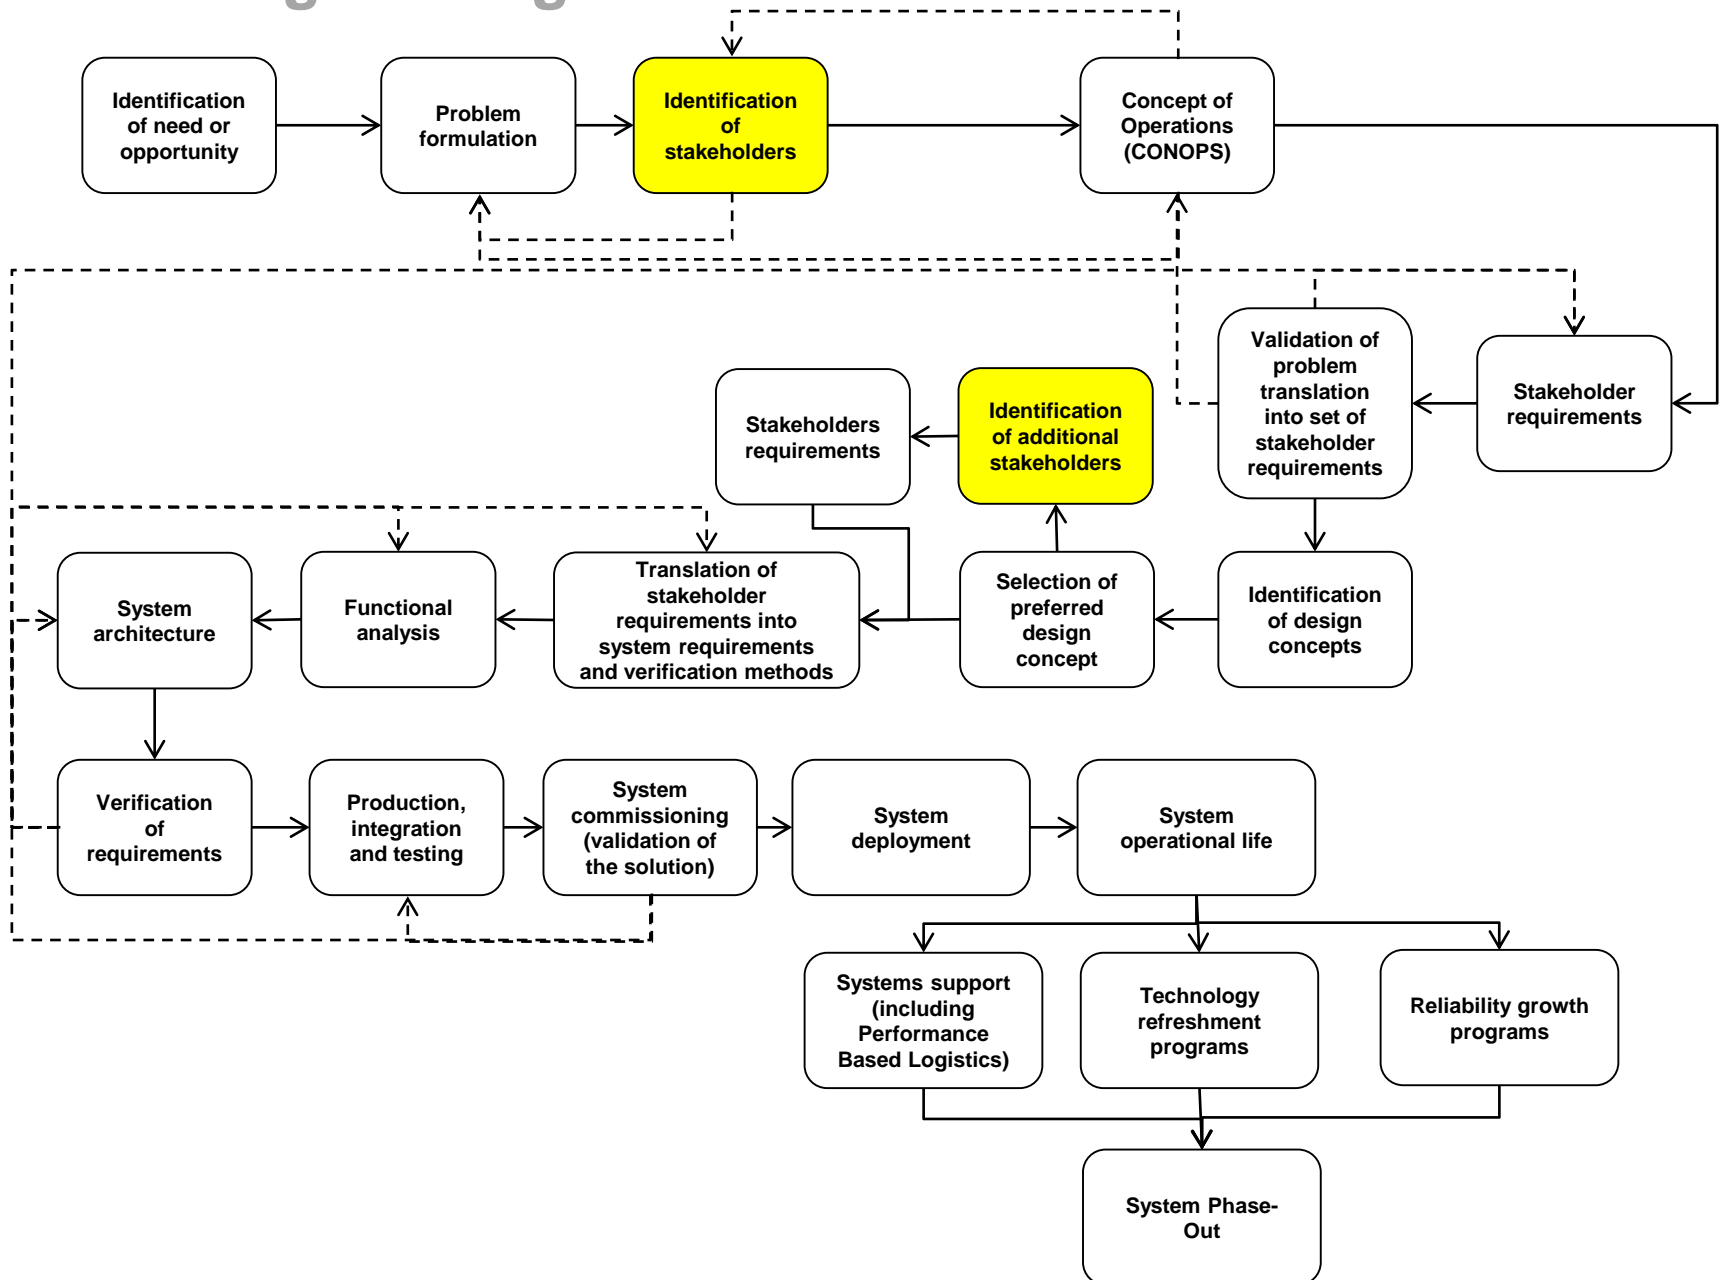 Identification
of need or
opportunity
Problem
formulation
Identification
of
stakeholders
Concept of
Operations
(CONOPS)
Validation of
problem
translation
into set of
stakeholder
requirements
Stakeholder
requirements
Stakeholders
requirements
Identification
of additional
stakeholders
System
architecture
Functional
analysis
Translation of
stakeholder
requirements into
system requirements
and verification methods
Selection of
preferred
design
concept
Identification
of design
concepts
Verification
of
requirements
Production,
integration
and testing
System
commissioning
(validation of
the solution)
System
deployment
System
operational life
Systems support
(including
Performance
Based Logistics)
Technology
refreshment
programs
Reliability growth
programs
System Phase-
Out